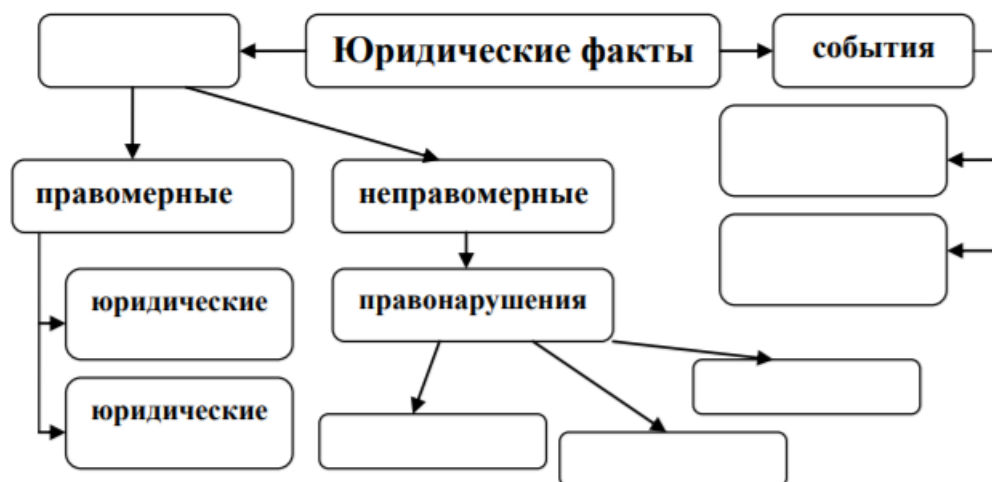 Юридические факты
события
правомерные
неправомерные
юридические
правонарушения
юридические